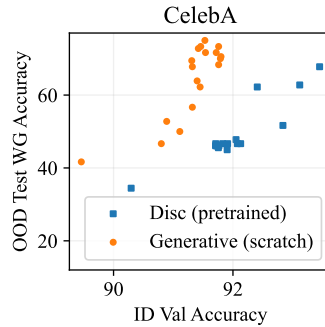 CelebA
OOD Test WG Accuracy
60
40
20
Disc (pretrained)
Generative (scratch)
90
92
ID Val Accuracy